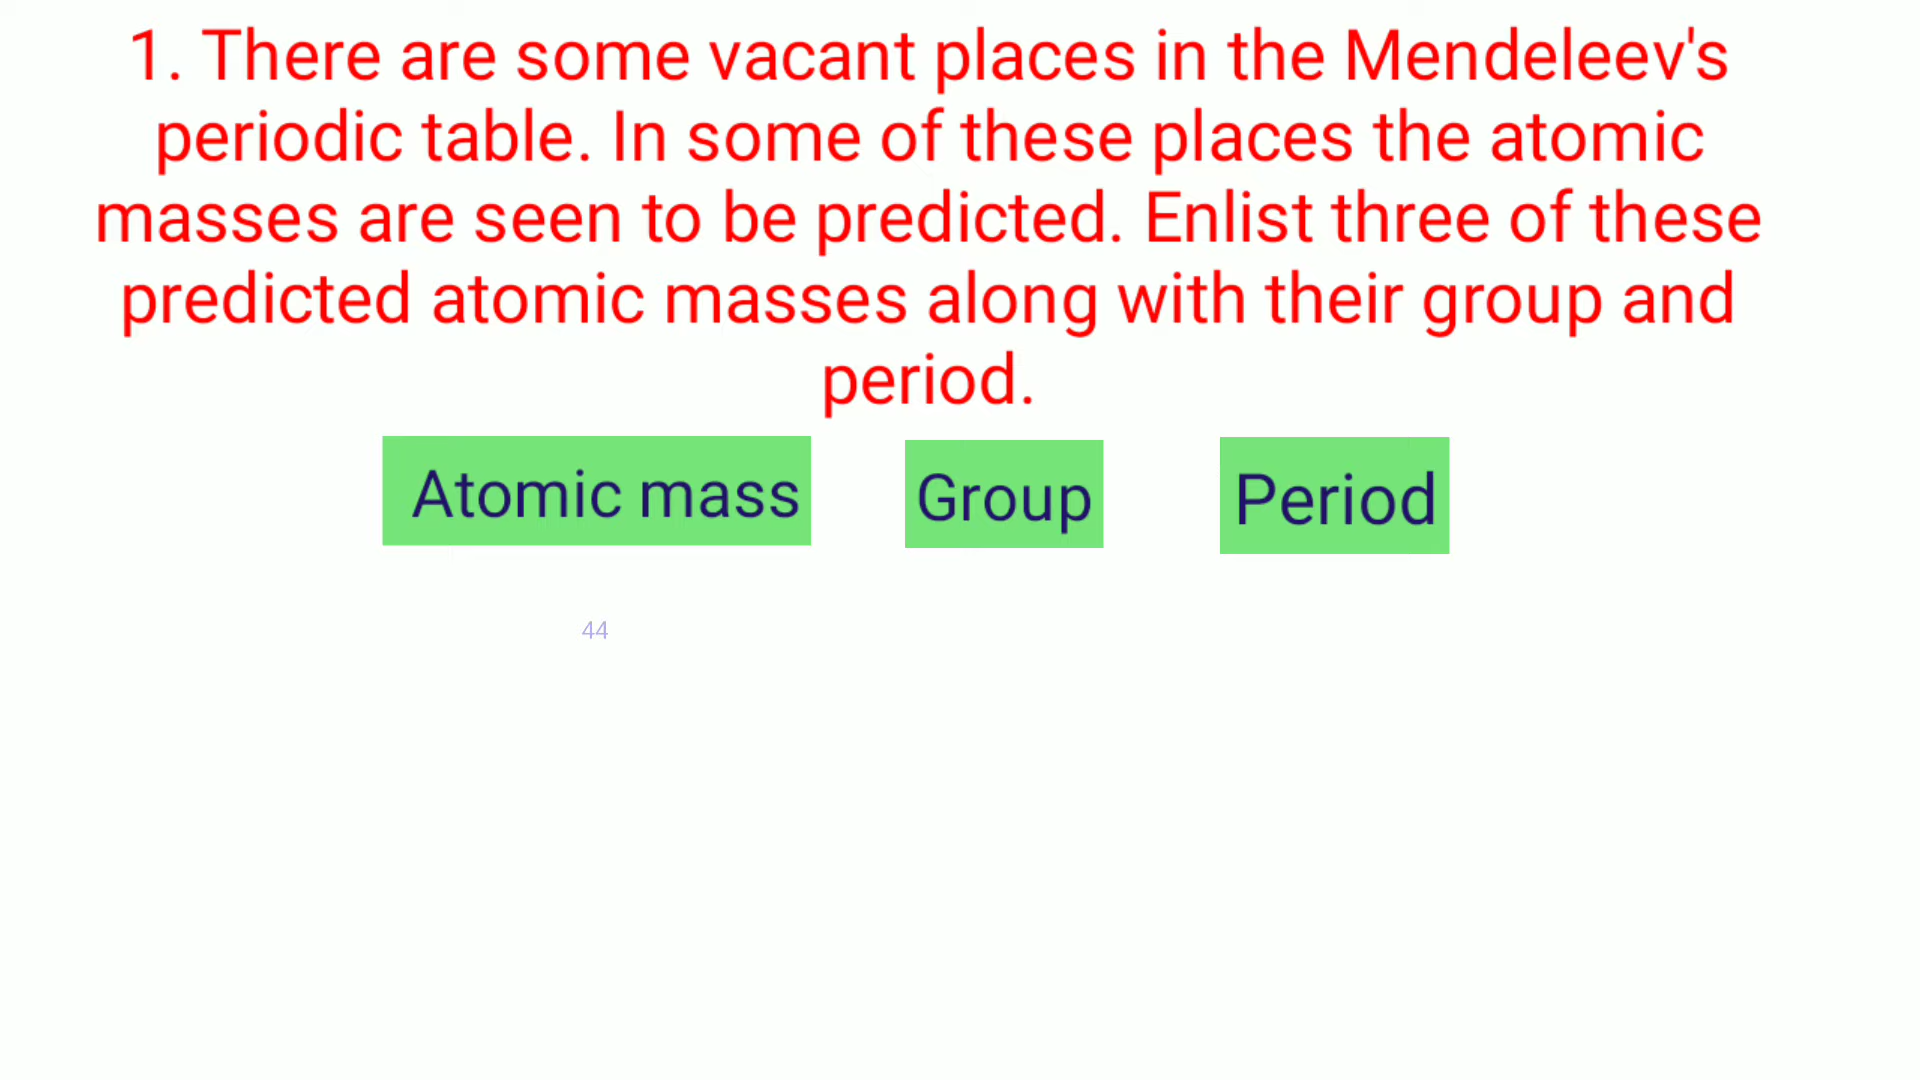 1. There are some vacant places in the Mendeleev's
periodic table. In some of these places the atomic
masses are seen to be predicted. Enlist three of these
predicted atomic masses along with their group and
period.
Atomic mass Group Period
44